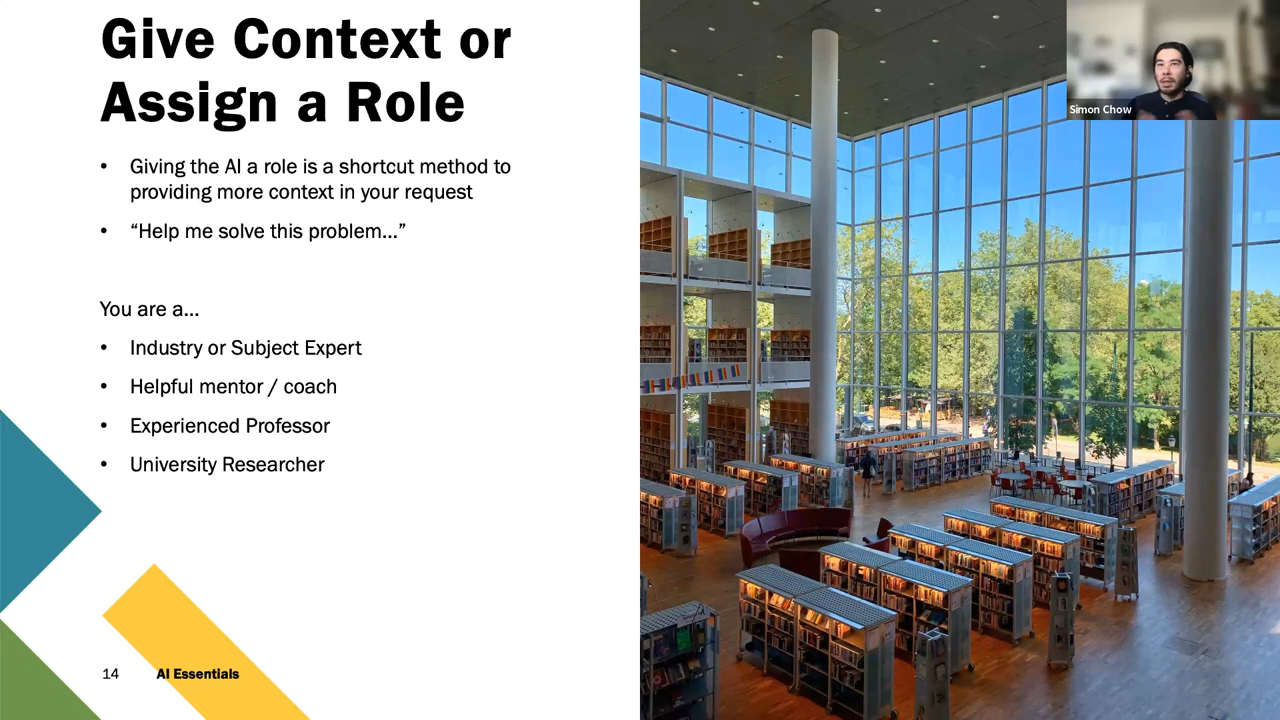 Give Context or
Assign a Role
• Giving the AI a role is a shortcut method to
providing more context in your request
• “Help me solve this problem...”
You are a...
• Industry or Subject Expert
• Helpful mentor / coach
• Experienced Professor
• University Researcher
14 AI Essentials
Simon Chow